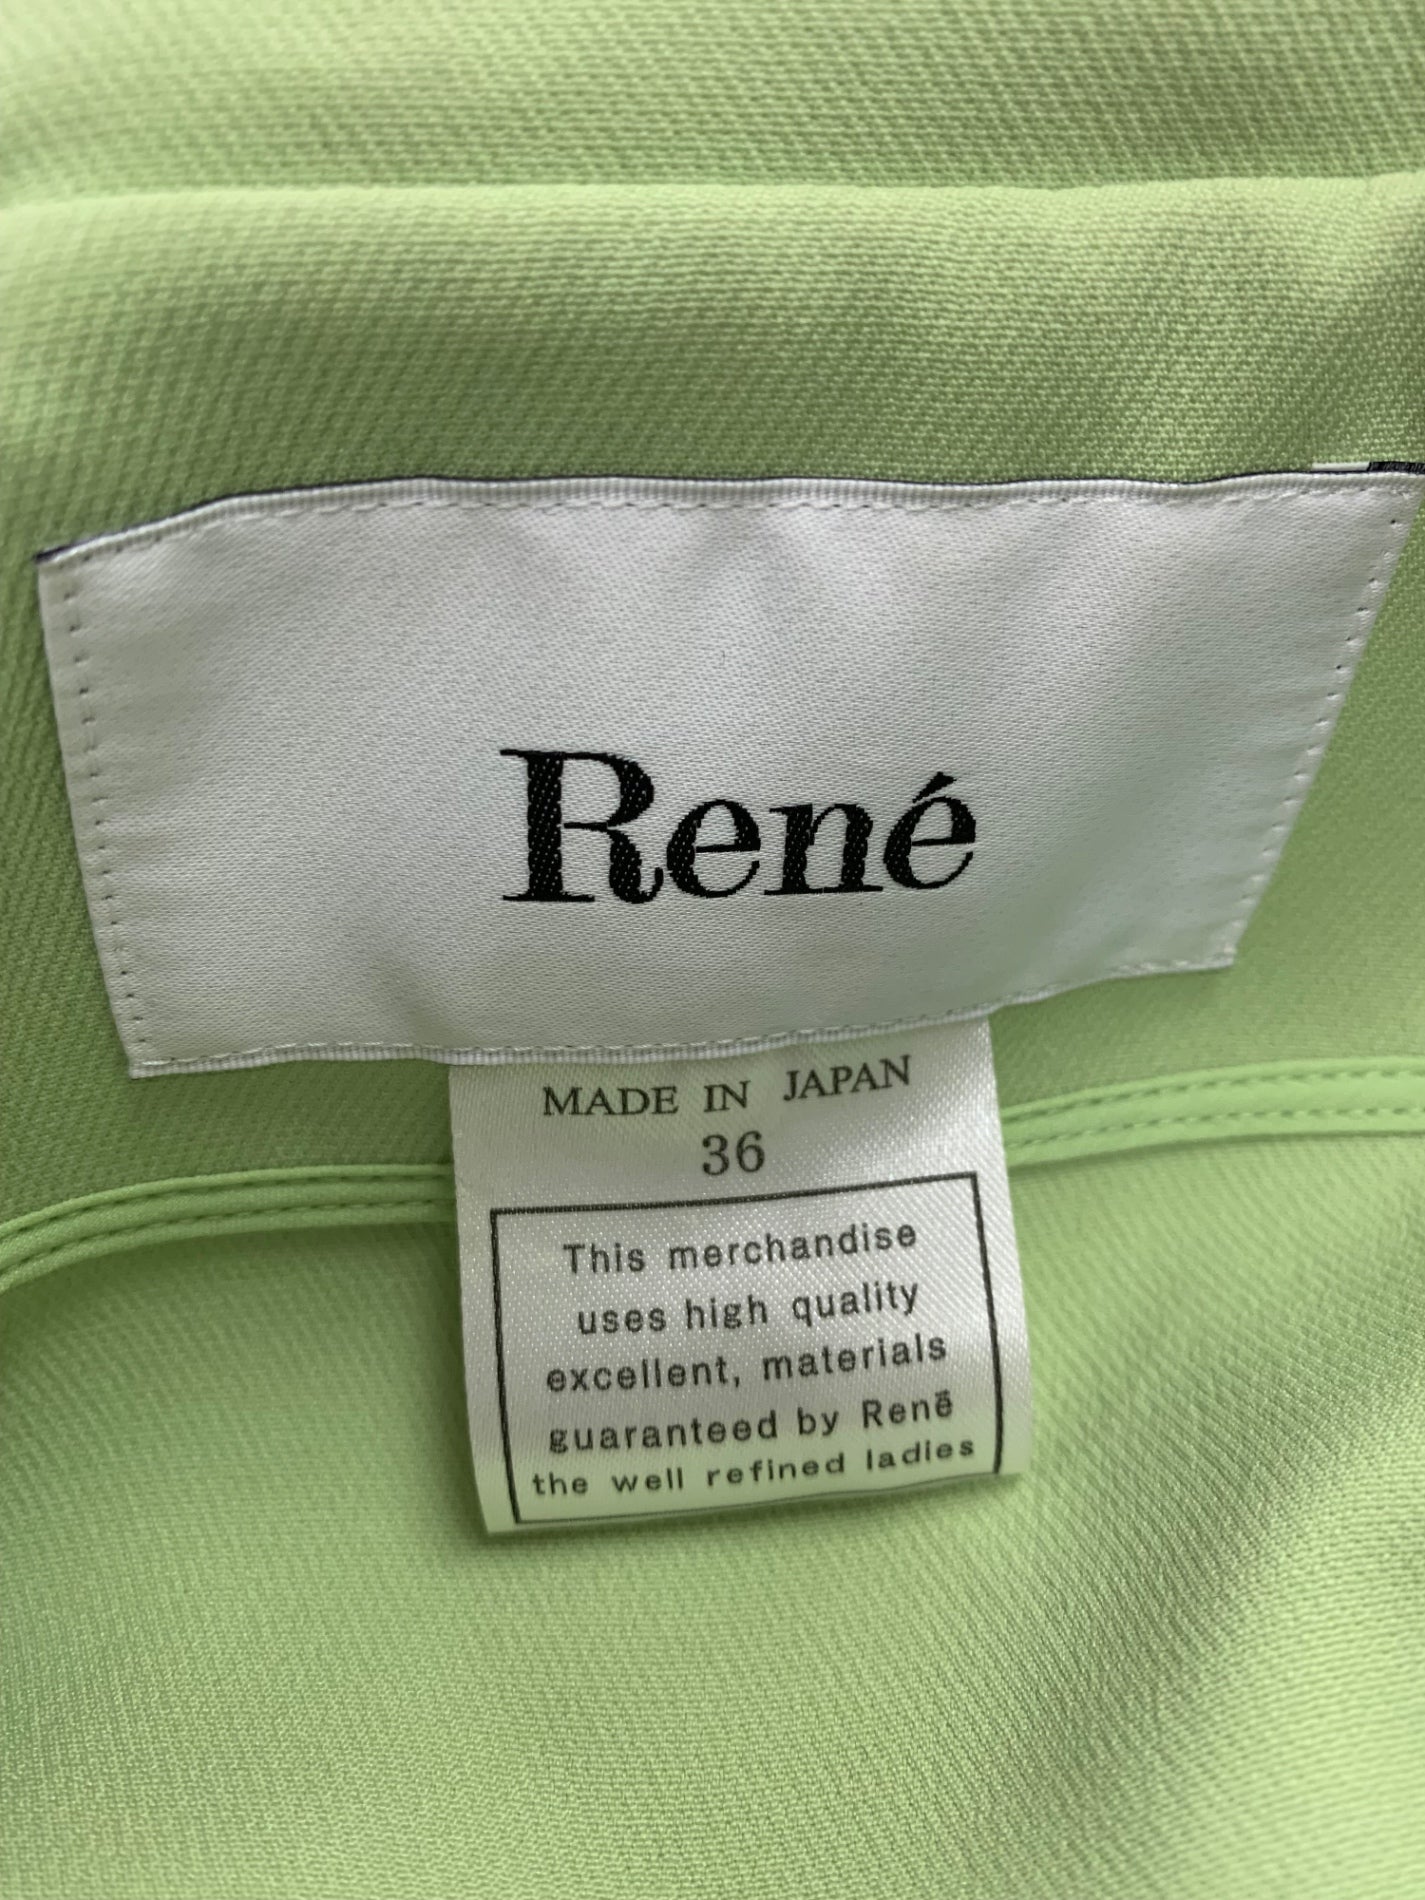 René
MADE IN JAPAN
36
This merchandise
uses high quality
excellent, materials
guaranteed by Renē
the well refined ladies